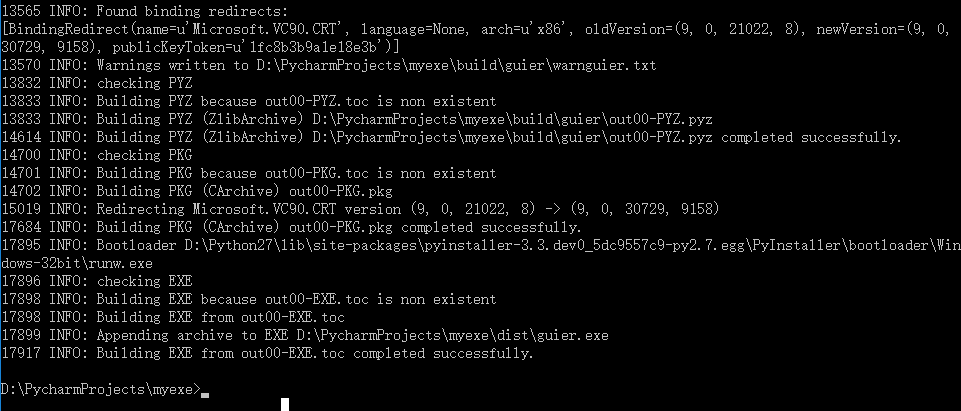 13565 INFO: Found binding redirects:
[BindingRedirect(name=u'Microsoft.VC90.CRT', language=None, arch=u'x86', oldVersion=(9, 0, 21022, 8), newVersion=(9, 0,
30729, 9158), publicKeyToken=u'1fc8b3b9a1e18e3b')]
13570 INFO: Warnings written to D:\PycharmProjects\myexe\build\guier\warnguier.txt
13832 INFO: checking PYZ
13833 INFO: Building PYZ because out00-PYZ.toc is non existent
13833 INFO: Building PYZ (ZlibArchive) D:\PycharmProjects\myexe\build\guier\out00-PYZ.pyz
14614 INFO: Building PYZ (ZlibArchive) D:\PycharmProjects\myexe\build\guier\out00-PYZ.pyz completed successfully.
14700 INFO: checking PKG
14701 INFO: Building PKG because out00-PKG.toc is non existent
14702 INFO: Building PKG (CArchive) out00-PKG.pkg
15019 INFO: Redirecting Microsoft.VC90.CRT version (9, 0, 21022, 8) -> (9, 0, 30729, 9158)
17684 INFO: Building PKG (CArchive) out00-PKG.pkg completed successfully.
17895 INFO: Bootloader D:\Python27\lib\site-packages\pyinstaller-3.3.dev0_5dc9557c9-py2.7.egg\PyInstaller\bootloader\Win
dows-32bit\runw.exe
17896 INFO: checking EXE
17898 INFO: Building EXE because out00-EXE.toc is non existent
17898 INFO: Building EXE from out00-EXE.toc
17899 INFO: Appending archive to EXE D:\PycharmProjects\myexe\dist\guier.exe
17917 INFO: Building EXE from out00-EXE.toc completed successfully.
D:\PycharmProjects\myexe>